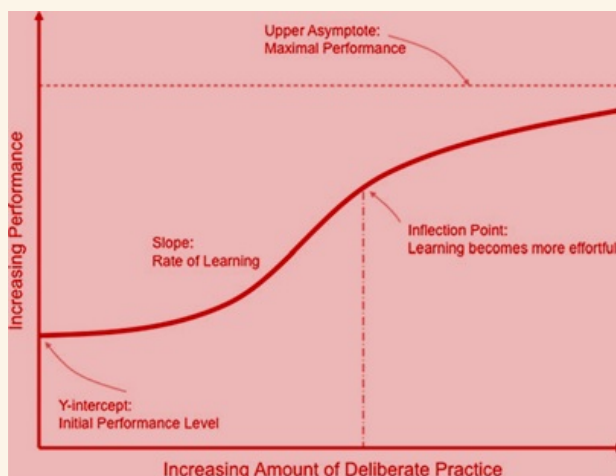 Upper Asymptote:
Maximal Performance
Increasing Performance
Slope:
Rate of Learning
Inflection Point:
Learning becomes more effortful
Y-intercept:
Initial Performance Level
Increasing Amount of Deliberate Practice